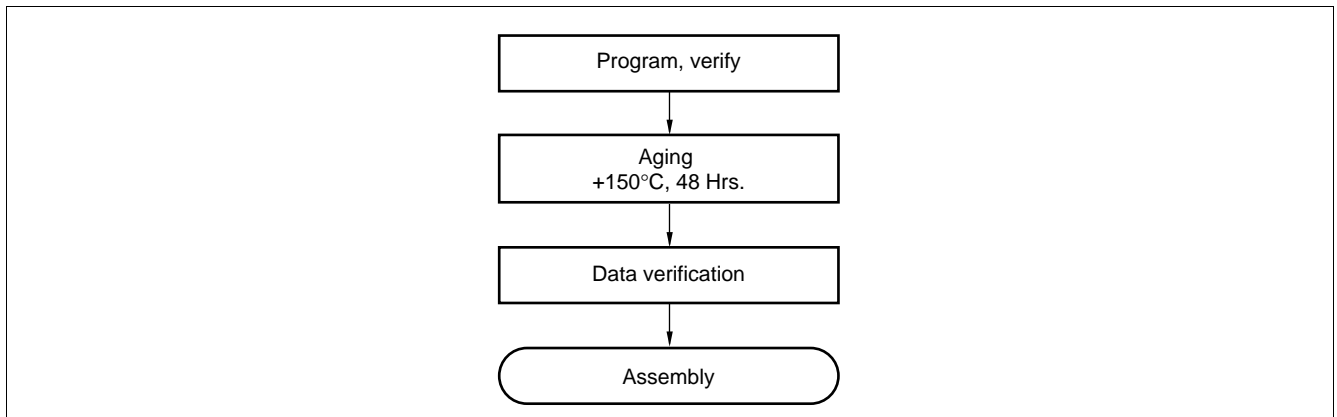 Program, verify
Aging
+150°C, 48 Hrs.
Data verification
Assembly